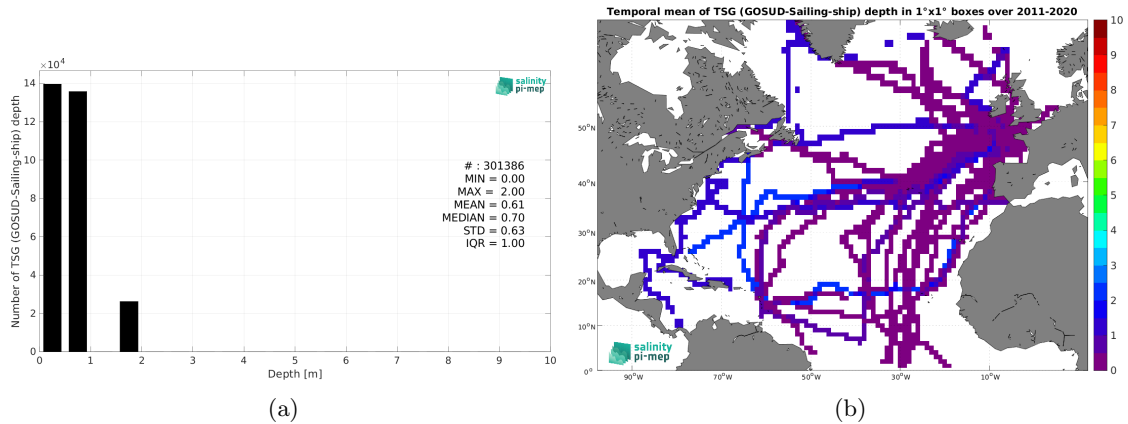 ×10⁴
14
12
10
8
6
4
2
0
Number of TSG (GOSUD-Sailing-ship) depth
salinity
pi-mep
# : 301386
MIN = 0.00
MAX = 2.00
MEAN = 0.61
MEDIAN = 0.70
STD = 0.63
IQR = 1.00
0 1 2 3 4 5 6 7 8 9 10
Depth [m]
(a)
Temporal mean of TSG (GOSUD-Sailing-ship) depth in 1°x1° boxes over 2011-2020
50°N
40°N
30°N
20°N
10°N
0°
90°W 70°W 50°W 30°W 10°W
salinity
pi-mep
10
9
8
7
6
5
4
3
2
1
0
(b)